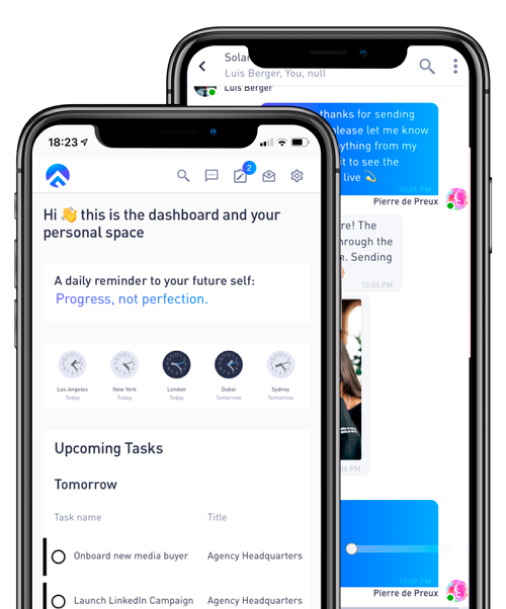 Solar
Luis Berger, You, null
Luis Berger
thanks for sending
please let me know
ything from my
it to see the
live 💫
10:01 PM
Pierre de Preux
re! The
hrough the
. Sending
10:05 PM
PM
10:07 PM
Pierre de Preux
18:23
2
Hi 👋 this is the dashboard and your
personal space
A daily reminder to your future self:
Progress, not perfection.
Los Angeles
Today
New York
Today
London
Today
Dubai
Tomorrow
Sydney
Tomorrow
Upcoming Tasks
Tomorrow
Task name Title
Onboard new media buyer Agency Headquarters
Launch LinkedIn Campaign Agency Headquarters